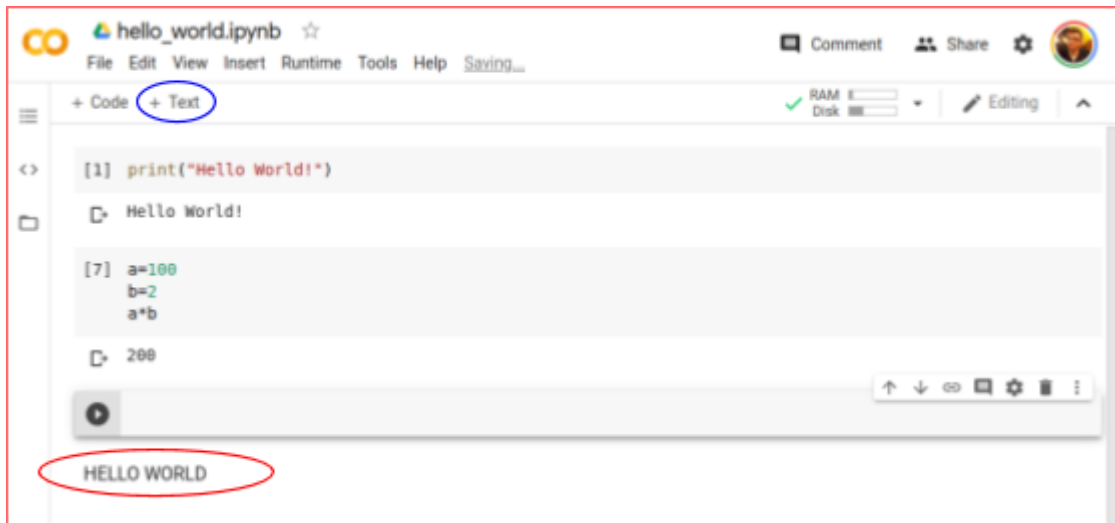 hello_world.ipynb
Comment
Share
File Edit View Insert Runtime Tools Help Saving...
+ Code + Text
RAM
Disk
Editing
[1] print("Hello World!")
Hello World!
[7] a=100
b=2
a*b
200
HELLO WORLD